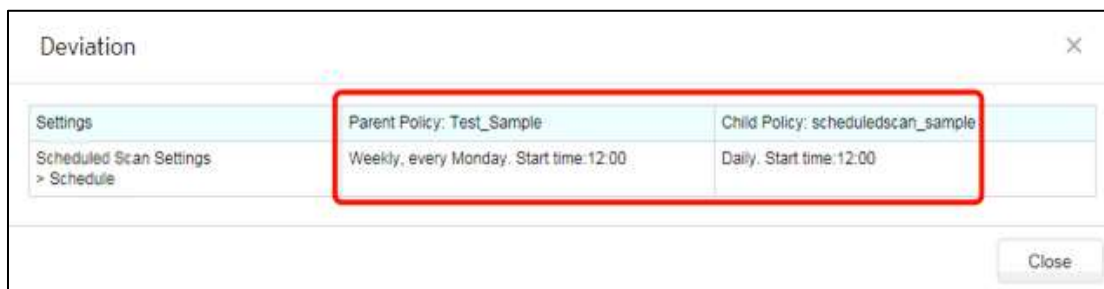 Deviation
Settings Parent Policy: Test_Sample Child Policy: scheduledscan_sample
Scheduled Scan Settings Weekly, every Monday. Start time:12:00 Daily. Start time:12:00
> Schedule
Close